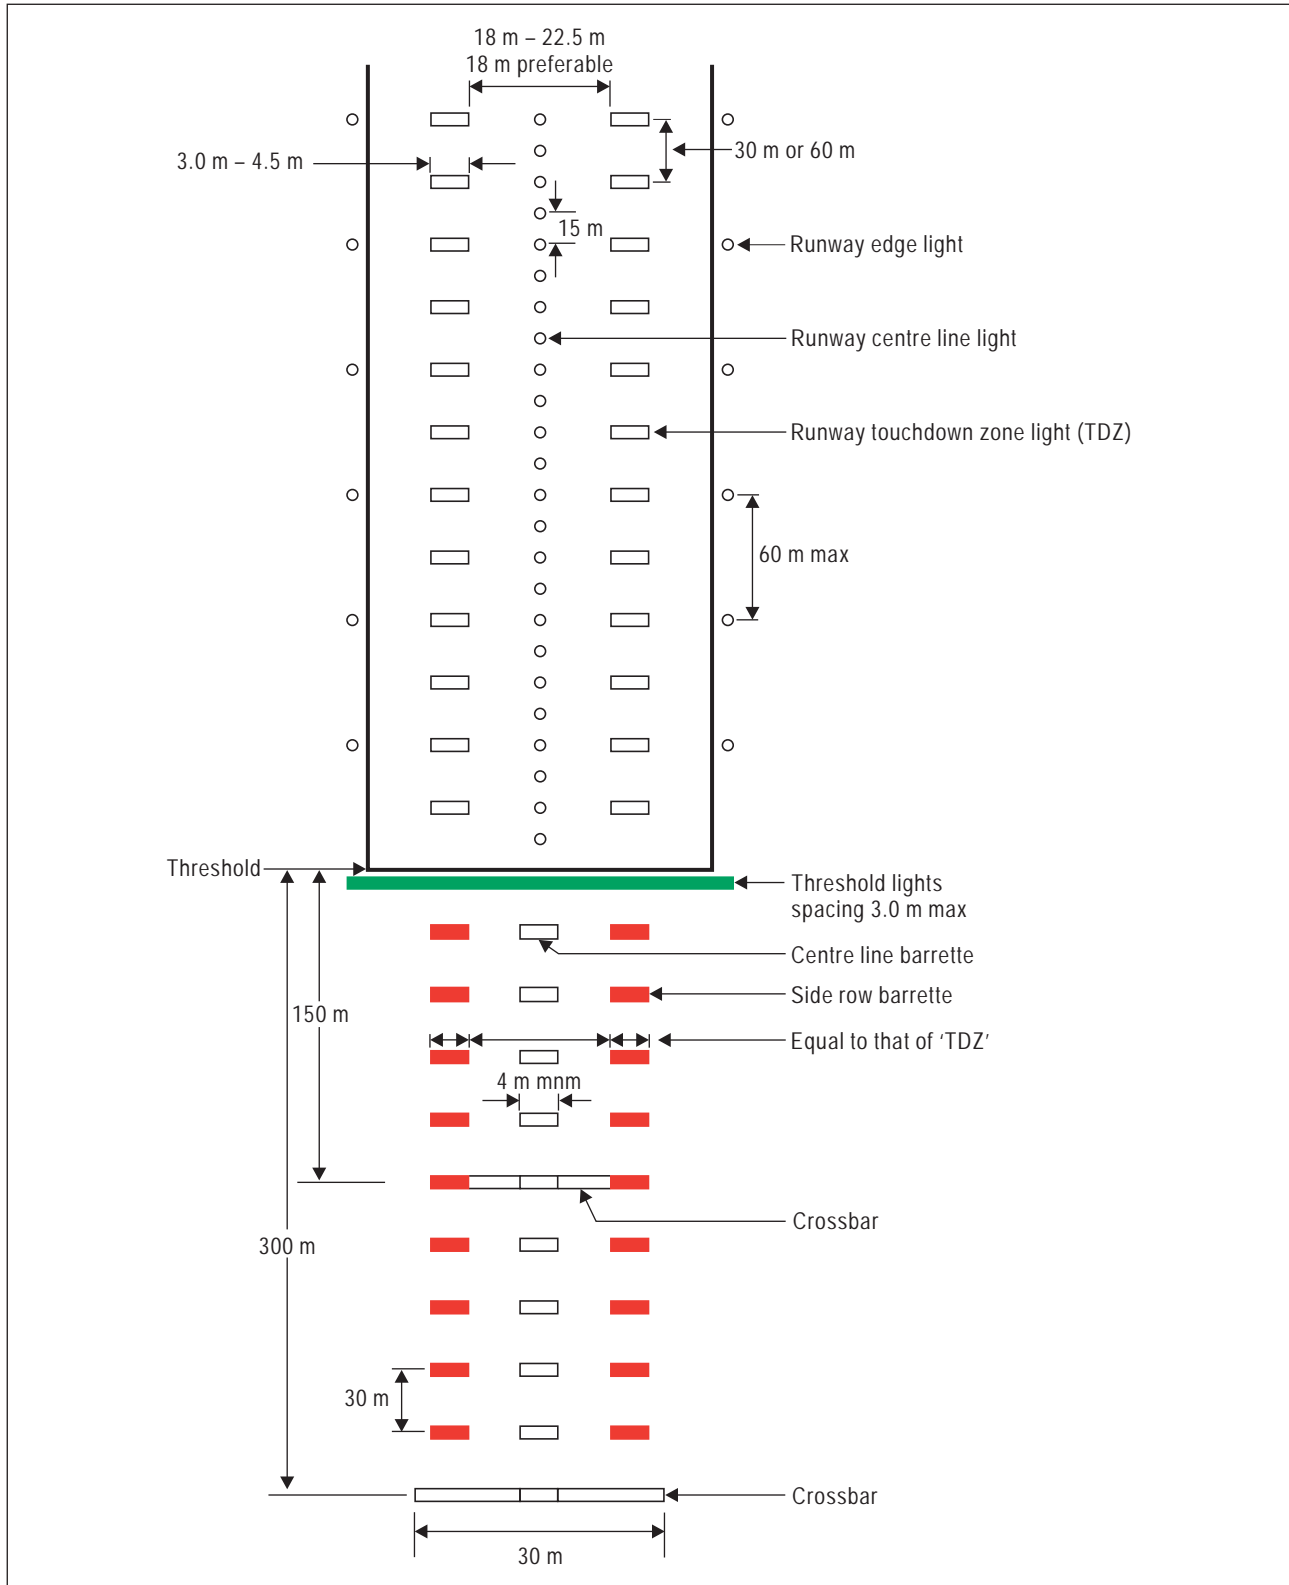 18 m – 22.5 m
18 m preferable
3.0 m – 4.5 m
30 m or 60 m
15 m
Runway edge light
Runway centre line light
Runway touchdown zone light (TDZ)
60 m max
Threshold
Threshold lights
spacing 3.0 m max
Centre line barrette
Side row barrette
150 m
Equal to that of ‘TDZ’
4 m mnm
Crossbar
300 m
30 m
Crossbar
30 m